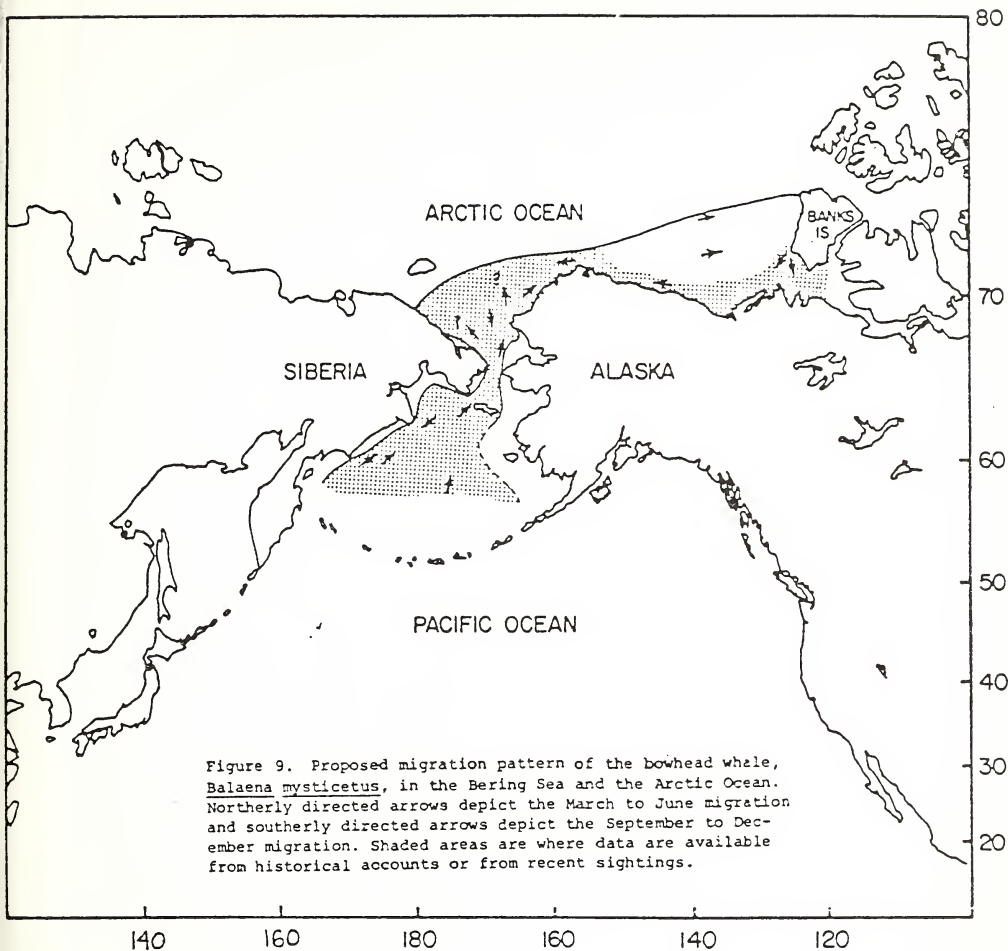 80
ARCTIC OCEAN
BANKS
IS
70
SIBERIA
ALASKA
60
50
PACIFIC OCEAN
40
30
20
Figure 9. Proposed migration pattern of the bowhead whale,
Balaena mysticetus, in the Bering Sea and the Arctic Ocean.
Northerly directed arrows depict the March to June migration
and southerly directed arrows depict the September to Dec-
ember migration. Shaded areas are where data are available
from historical accounts or from recent sightings.
140 160 180 160 140 120